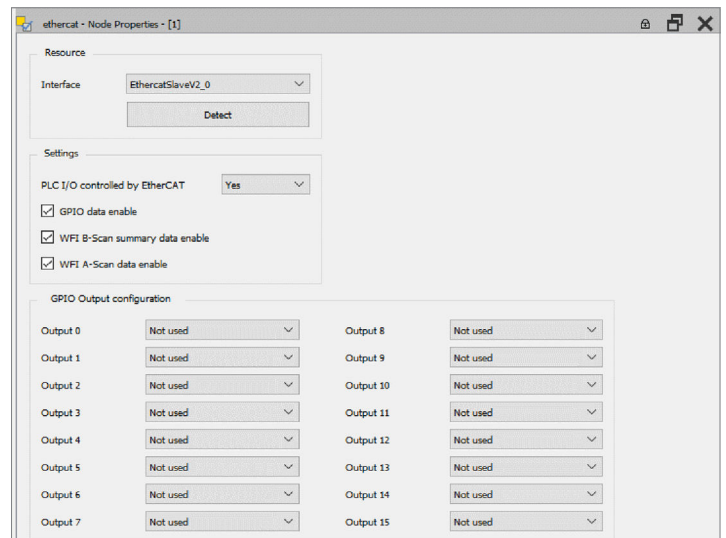 ethercat - Node Properties - [1]
Resource
Interface EthercatSlaveV2_0
Detect
Settings
PLC I/O controlled by EtherCAT Yes
GPIO data enable
WFI B-Scan summary data enable
WFI A-Scan data enable
GPIO Output configuration
Output 0 Not used Output 8 Not used
Output 1 Not used Output 9 Not used
Output 2 Not used Output 10 Not used
Output 3 Not used Output 11 Not used
Output 4 Not used Output 12 Not used
Output 5 Not used Output 13 Not used
Output 6 Not used Output 14 Not used
Output 7 Not used Output 15 Not used